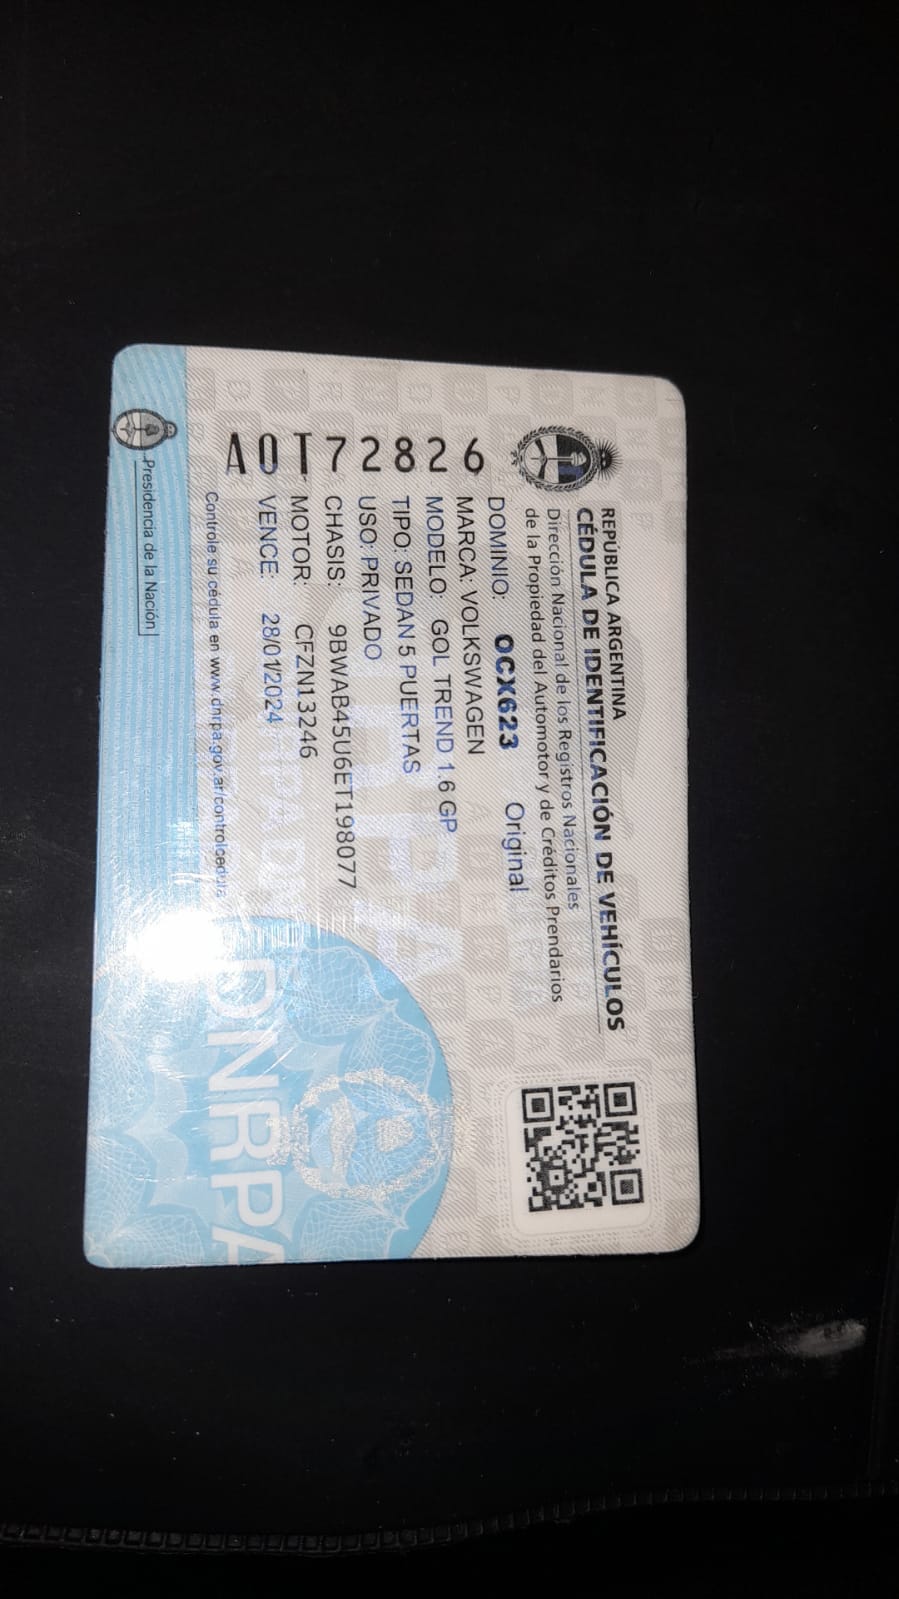 REPÚBLICA ARGENTINA
CÉDULA DE IDENTIFICACIÓN DE VEHÍCULOS
Dirección Nacional de los Registros Nacionales
de la Propiedad del Automotor y de Créditos Prendarios
DOMINIO: OCX623 Original
MARCA: VOLKSWAGEN
MODELO: GOL TREND 1.6 GP
TIPO: SEDAN 5 PUERTAS
USO: PRIVADO
CHASIS: 9BWAB45U6ET198077
MOTOR: CFZN13246
VENCE: 28/01/2024
AOT72826
Controle su cédula en www.dnrpa.gov.ar/controlcedula
Presidencia de la Nación
DNRPA